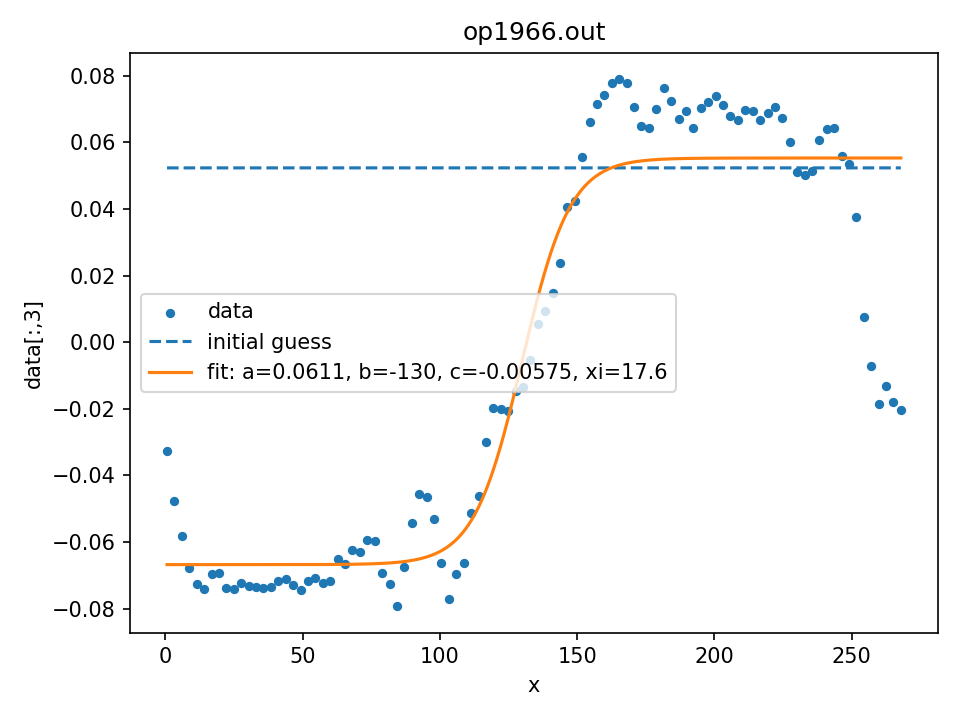 op1966.out
0.08
0.06
0.04
0.02
0.00
−0.02
−0.04
−0.06
−0.08
data[:,3]
data
initial guess
fit: a=0.0611, b=-130, c=-0.00575, xi=17.6
0 50 100 150 200 250
x